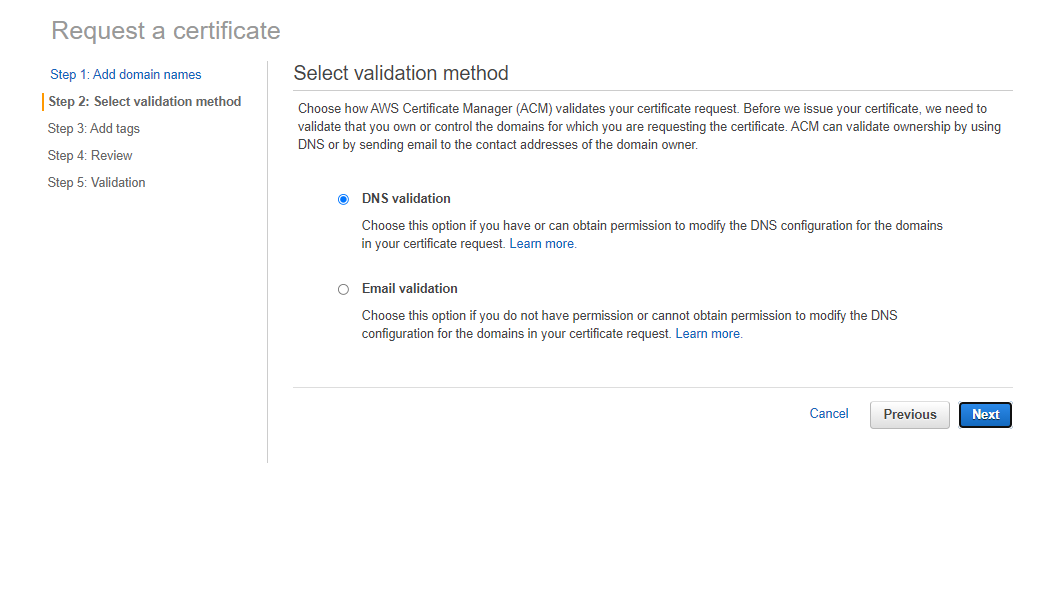 Request a certificate
Step 1: Add domain names
Step 2: Select validation method
Step 3: Add tags
Step 4: Review
Step 5: Validation
Select validation method
Choose how AWS Certificate Manager (ACM) validates your certificate request. Before we issue your certificate, we need to
validate that you own or control the domains for which you are requesting the certificate. ACM can validate ownership by using
DNS or by sending email to the contact addresses of the domain owner.
DNS validation
Choose this option if you have or can obtain permission to modify the DNS configuration for the domains
in your certificate request. Learn more.
Email validation
Choose this option if you do not have permission or cannot obtain permission to modify the DNS
configuration for the domains in your certificate request. Learn more.
Cancel Previous Next